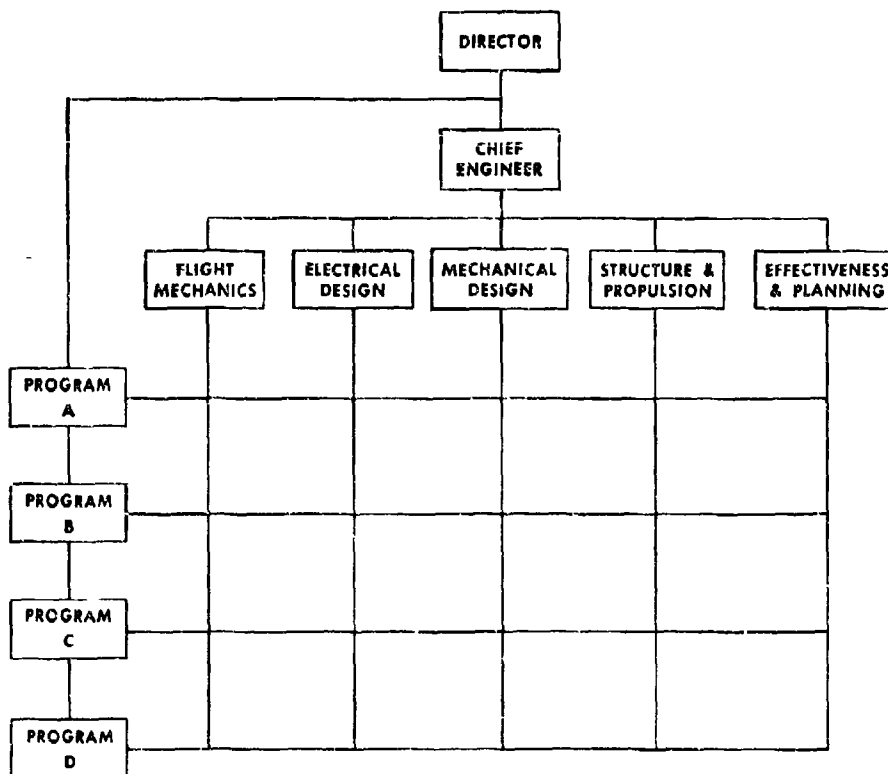 DIRECTOR
CHIEF
ENGINEER
FLIGHT
MECHANICS
ELECTRICAL
DESIGN
MECHANICAL
DESIGN
STRUCTURE &
PROPULSION
EFFECTIVENESS
& PLANNING
PROGRAM
A
PROGRAM
B
PROGRAM
C
PROGRAM
D